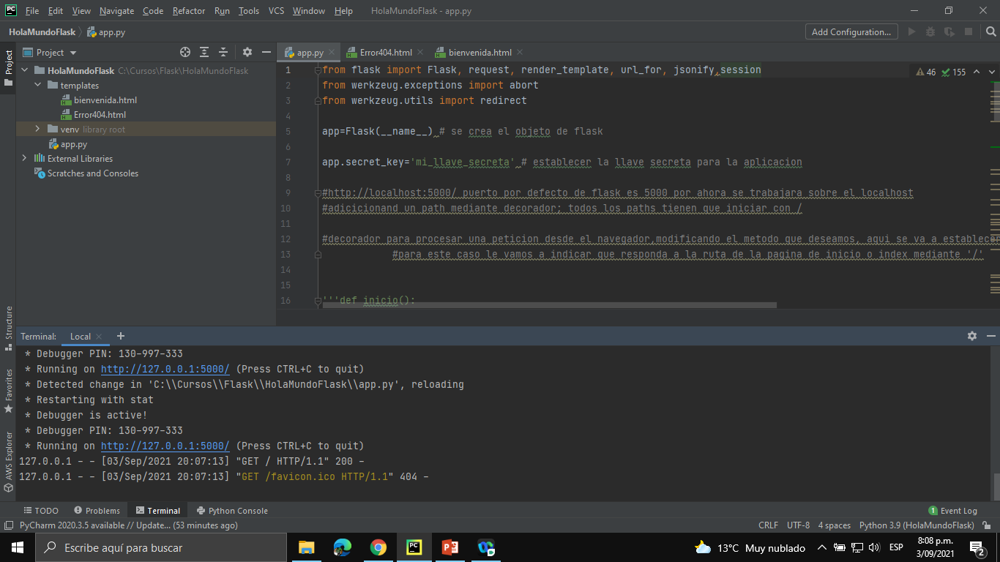 PC File Edit View Navigate Code Refactor Run Tools VCS Window Help HolaMundoFlask - app.py
HolaMundoFlask app.py Add Configuration...
Project
Project
app.py Error404.html bienvenida.html
HolaMundoFlask C:\Cursos\Flask\HolaMundoFlask
templates
bienvenida.html
Error404.html
venv library root
app.py
External Libraries
Scratches and Consoles
46 155
1 from flask import Flask, request, render_template, url_for, jsonify,session
2 from werkzeug.exceptions import abort
3 from werkzeug.utils import redirect
4
5 app=Flask(__name__) # se crea el objeto de flask
6
7 app.secret_key='mi_llave_secreta' # establecer la llave secreta para la aplicacion
8
9 #http://localhost:5000/ puerto por defecto de flask es 5000 por ahora se trabajara sobre el localhost
10 #adicicionand un path mediante decorador; todos los paths tienen que iniciar con /
11
12 #decorador para procesar una peticion desde el navegador,modificando el metodo que deseamos, aqui se va a establece
13 #para este caso le vamos a indicar que responda a la ruta de la pagina de inicio o index mediante '/'
14
15
16 '''def inicio():
Structure
Favorites
AWS Explorer
Terminal: Local +
* Debugger PIN: 130-997-333
* Running on http://127.0.0.1:5000/ (Press CTRL+C to quit)
* Detected change in 'C:\\Cursos\\Flask\\HolaMundoFlask\\app.py', reloading
* Restarting with stat
* Debugger is active!
* Debugger PIN: 130-997-333
* Running on http://127.0.0.1:5000/ (Press CTRL+C to quit)
127.0.0.1 - - [03/Sep/2021 20:07:13] "GET / HTTP/1.1" 200 -
127.0.0.1 - - [03/Sep/2021 20:07:13] "GET /favicon.ico HTTP/1.1" 404 -
TODO Problems Terminal Python Console 1 Event Log
PyCharm 2020.3.5 available // Update... (53 minutes ago) CRLF UTF-8 4 spaces Python 3.9 (HolaMundoFlask)
Escribe aquí para buscar PC P 13°C Muy nublado ESP 8:08 p.m. 2
3/09/2021